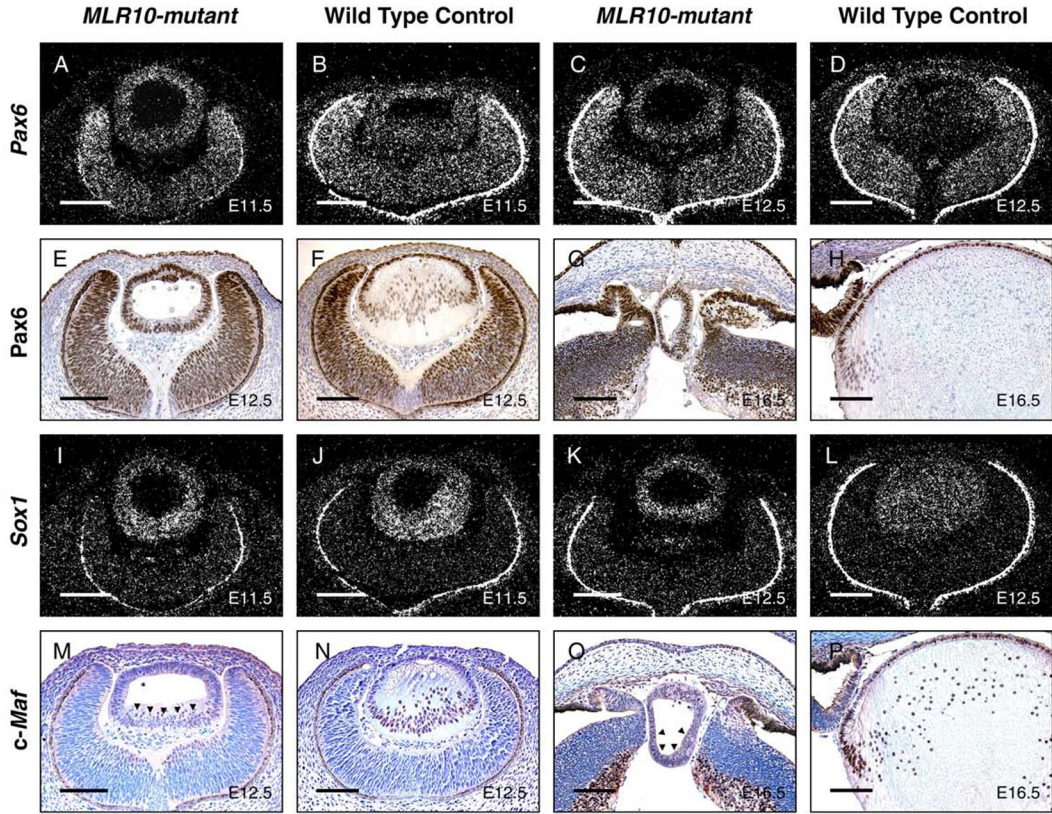 MLR10-mutant Wild Type Control MLR10-mutant Wild Type Control
Pax6
A E11.5 B E11.5 C E12.5 D E12.5
Pax6
E E12.5 F E12.5 G E16.5 H E16.5
Sox1
I E11.5 J E11.5 K E12.5 L E12.5
c-Maf
M E12.5 N E12.5 O E16.5 P E16.5